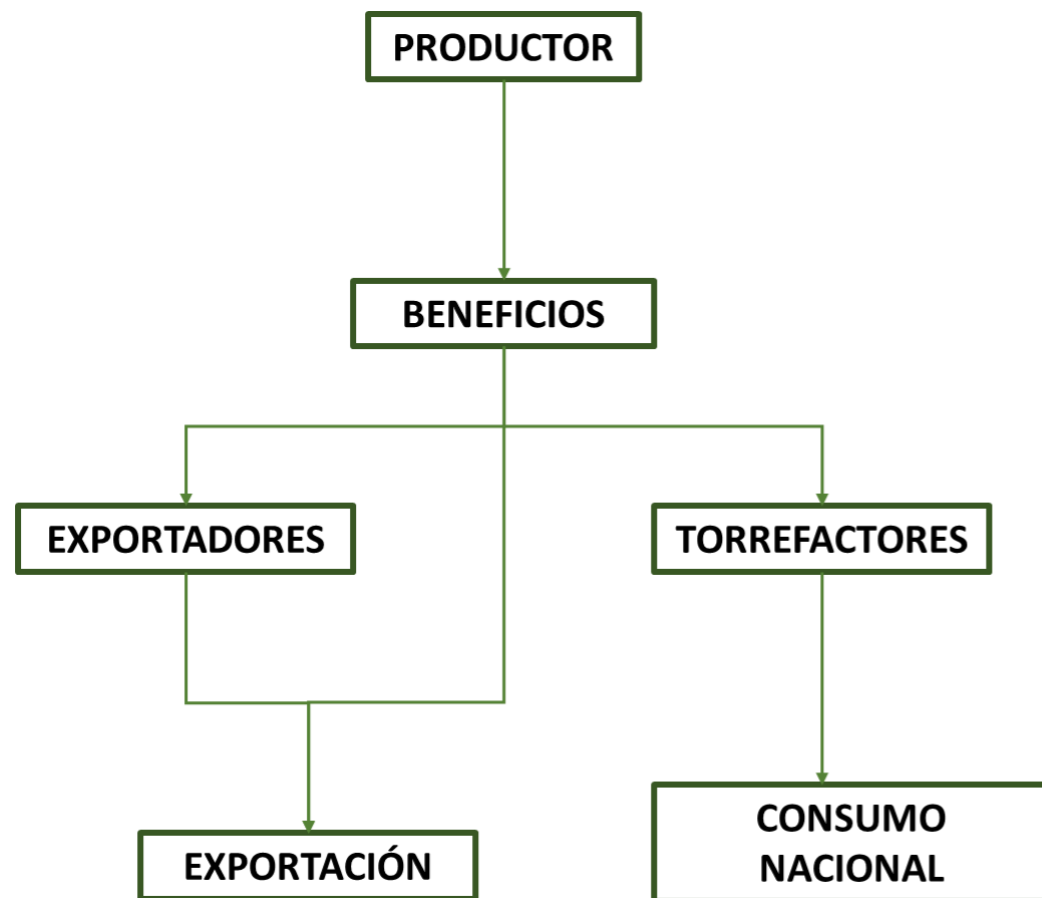 PRODUCTOR
BENEFICIOS
EXPORTADORES
TORREFACTORES
EXPORTACIÓN
CONSUMO
NACIONAL